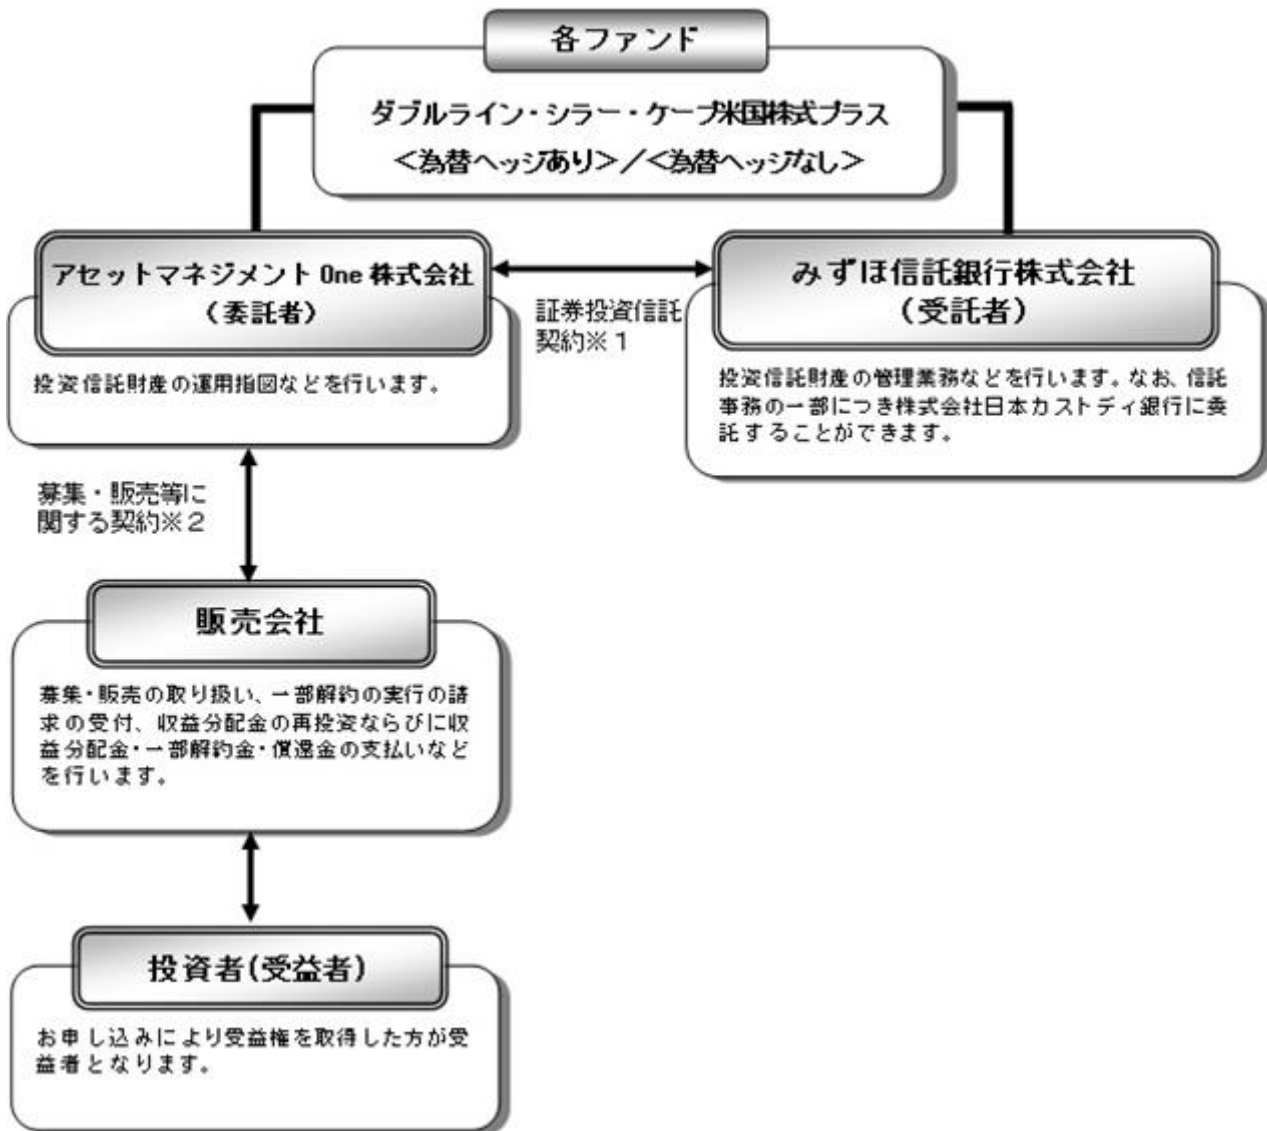 各ファンド
ダブルライン・シラー・ケープ米国株式プラス
＜為替ヘッジあり＞／＜為替ヘッジなし＞
アセットマネジメント One 株式会社
（委託者）
投資信託財産の運用指図などを行います。
証券投資信託
契約※１
みずほ信託銀行株式会社
（受託者）
投資信託財産の管理業務などを行います。なお、信託
事務の一部につき株式会社日本カストディ銀行に委
託することができます。
募集・販売等に
関する契約※２
販売会社
募集・販売の取り扱い、一部解約の実行の請
求の受付、収益分配金の再投資ならびに収
益分配金・一部解約金・償還金の支払いなど
を行います。
投資者(受益者)
お申し込みにより受益権を取得した方が受
益者となります。